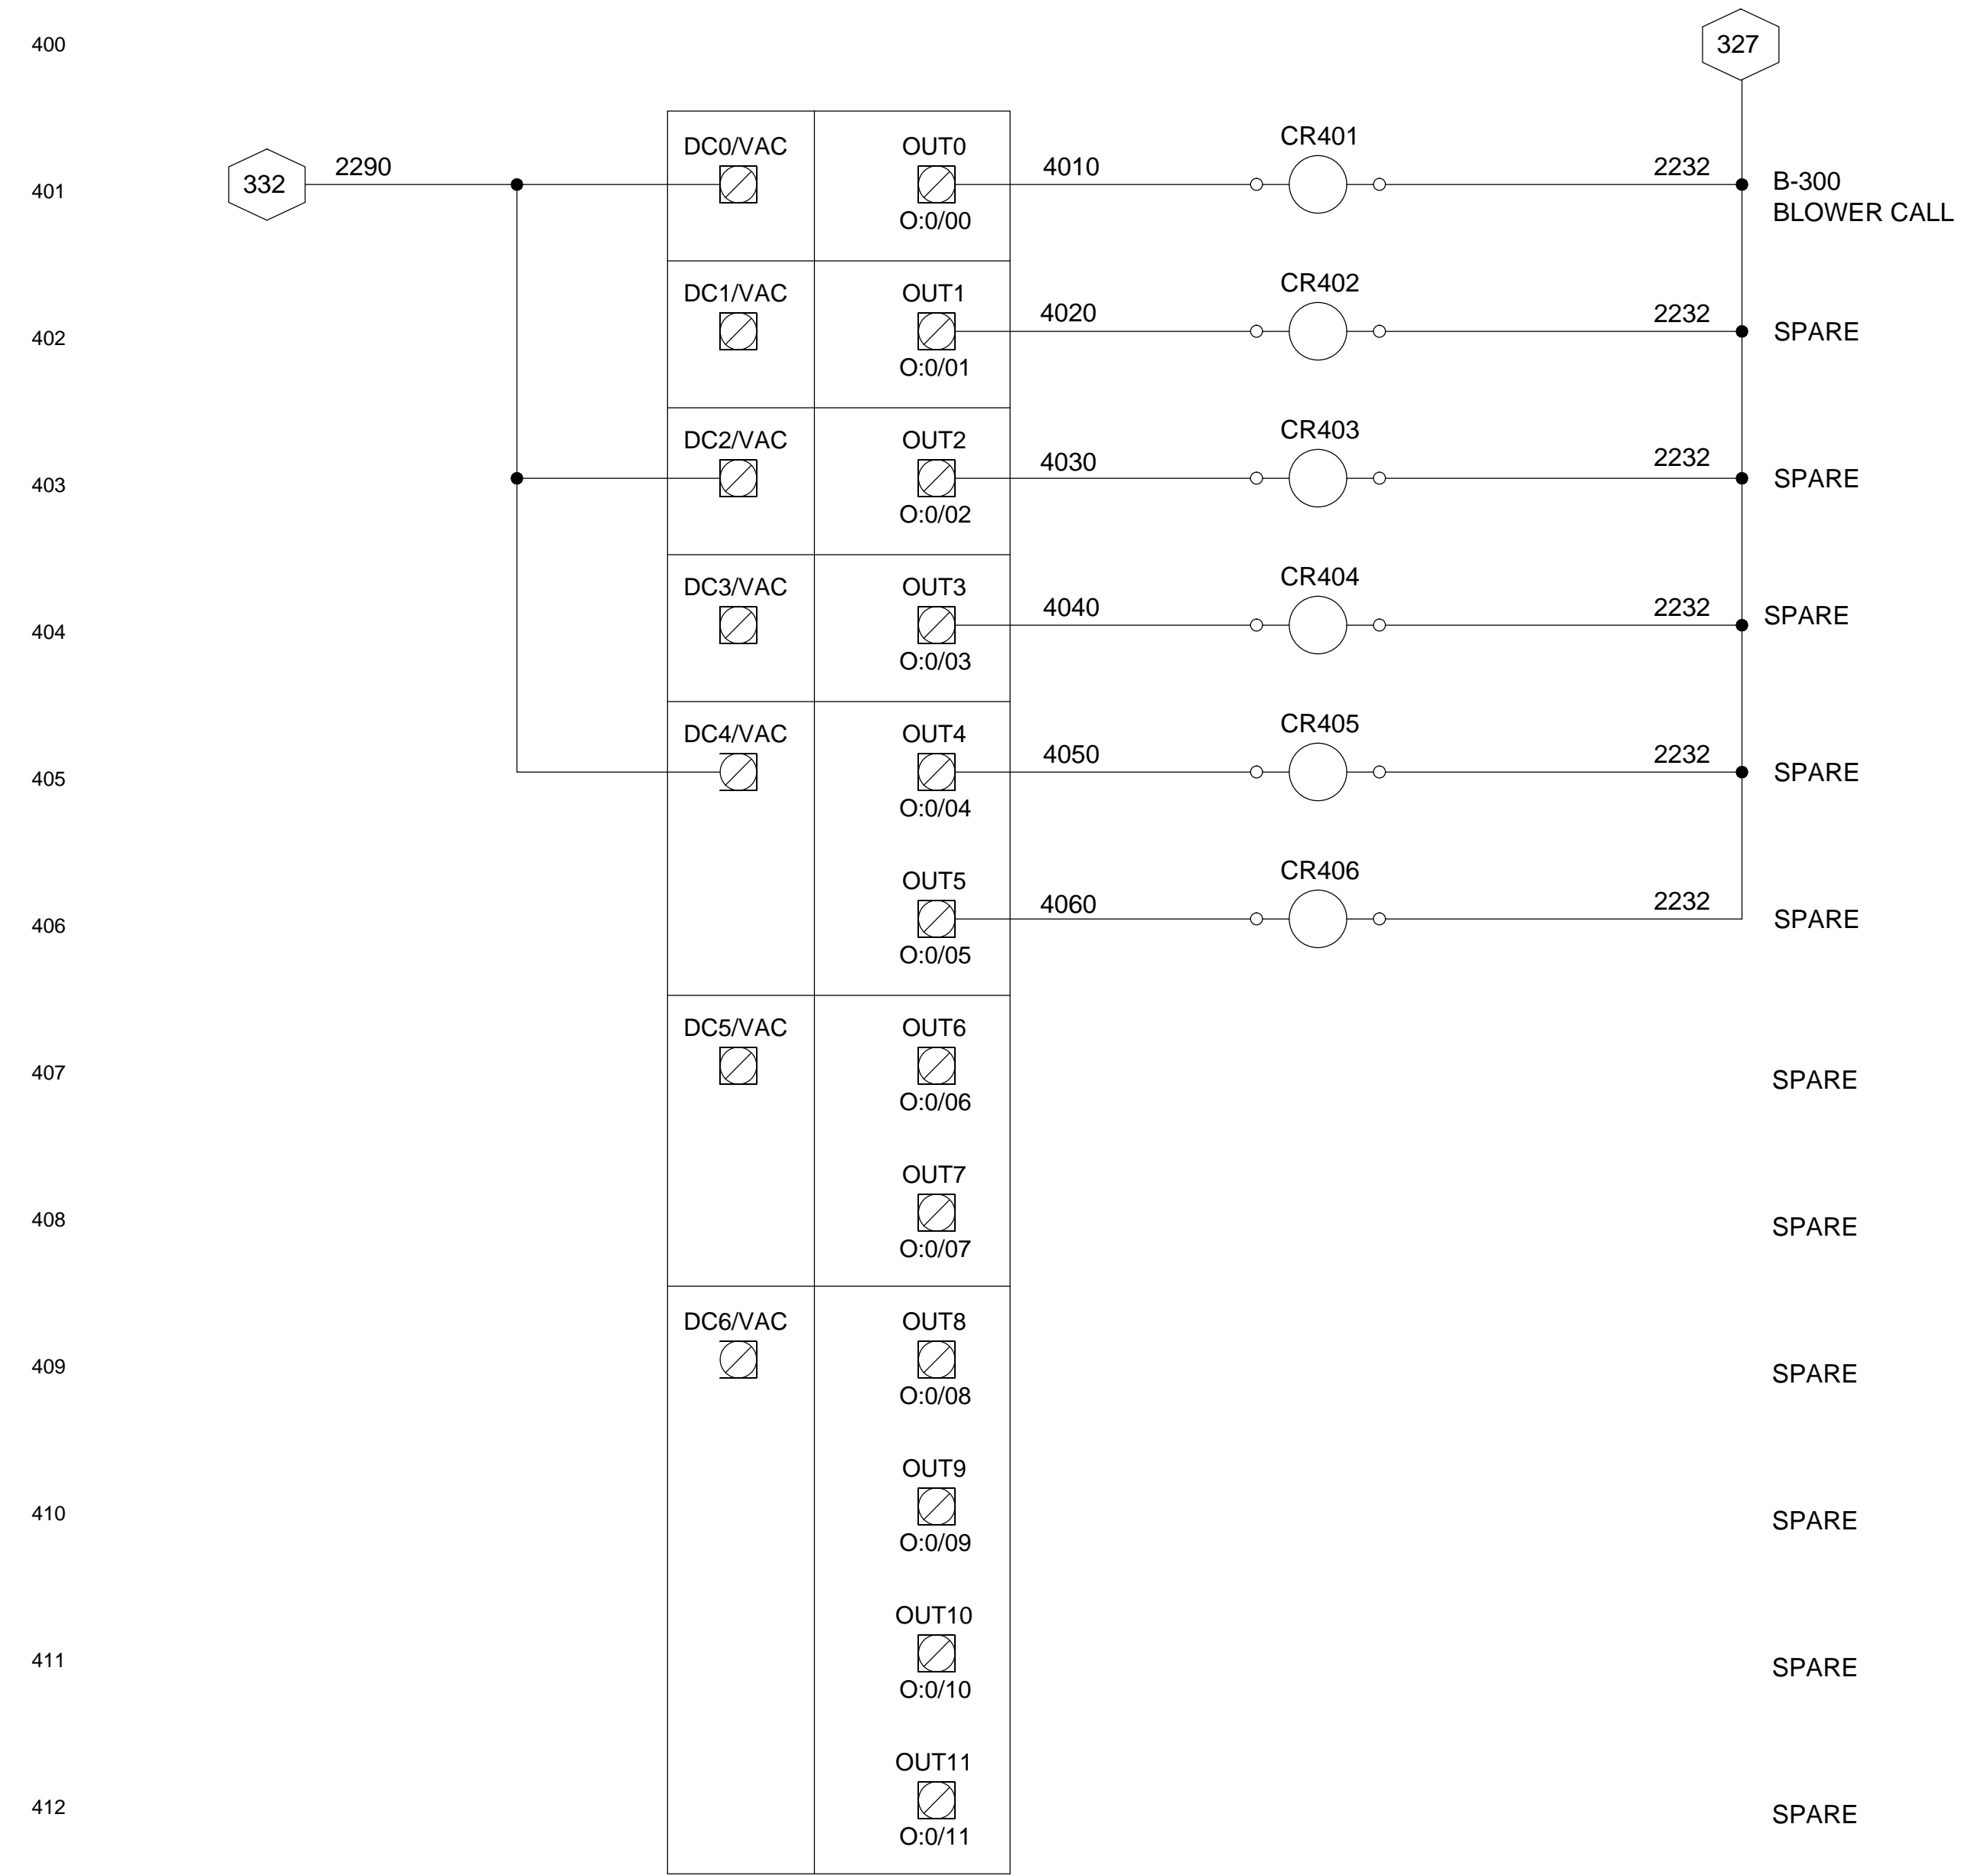 400
327
DC0/VAC OUT0 CR401
332 2290 4010 2232
401 B-300
BLOWER CALL
O:0/00
DC1/VAC OUT1 CR402
4020 2232
402 SPARE
O:0/01
DC2/VAC OUT2 CR403
4030 2232
403 SPARE
O:0/02
DC3/VAC OUT3 CR404
4040 2232
404 SPARE
O:0/03
DC4/VAC OUT4 CR405
4050 2232
405 SPARE
O:0/04
OUT5 CR406
4060 2232
406 SPARE
O:0/05
DC5/VAC OUT6
407 SPARE
O:0/06
OUT7
408 SPARE
O:0/07
DC6/VAC OUT8
409 SPARE
O:0/08
OUT9
410 SPARE
O:0/09
OUT10
411 SPARE
O:0/10
OUT11
412 SPARE
O:0/11